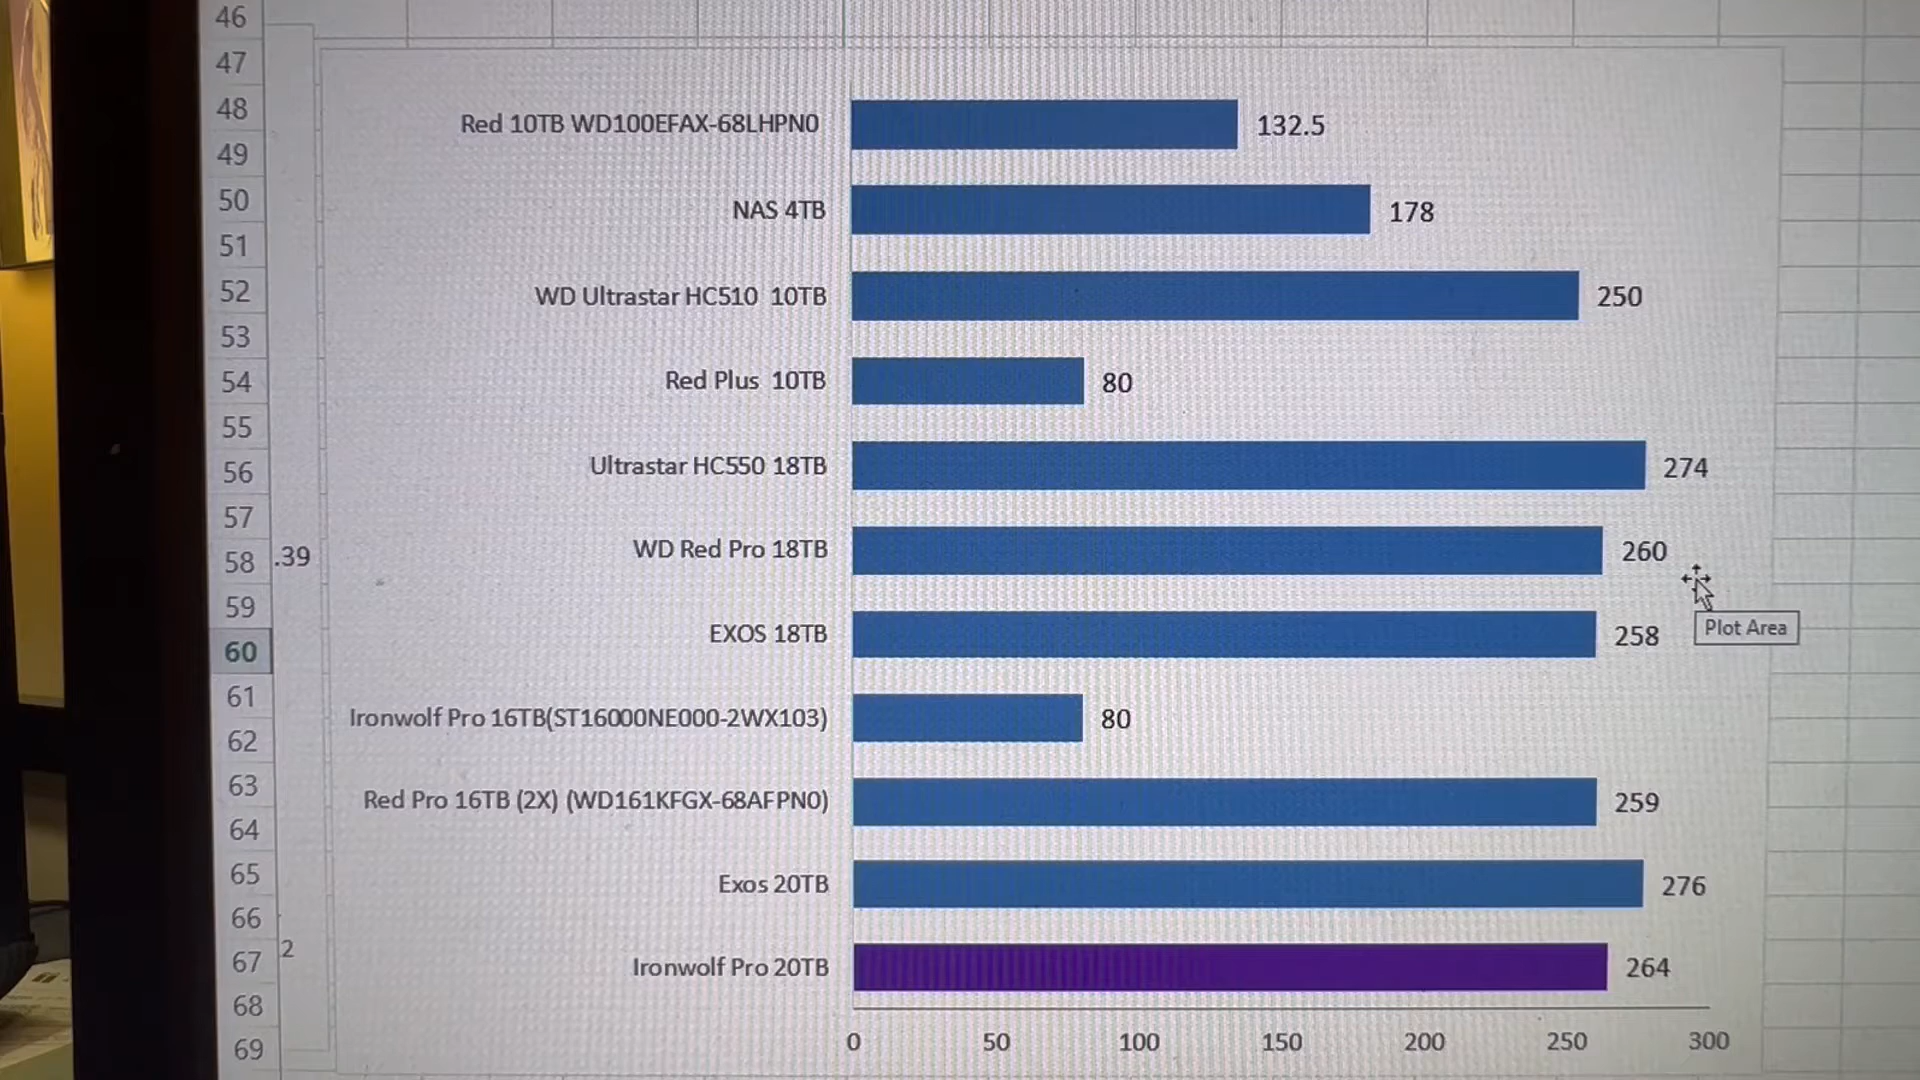 46
47
48
49
50
51
52
53
54
55
56
57
58
59
60
61
62
63
64
65
66
67
68
69
.39
2
Red 10TB WD100EFAX-68LHPN0 132.5
NAS 4TB 178
WD Ultrastar HC510 10TB 250
Red Plus 10TB 80
Ultrastar HC550 18TB 274
WD Red Pro 18TB 260
Plot Area
EXOS 18TB 258
Ironwolf Pro 16TB(ST16000NE000-2WX103) 80
Red Pro 16TB (2X) (WD161KFGX-68AFPN0) 259
Exos 20TB 276
Ironwolf Pro 20TB 264
0 50 100 150 200 250 300